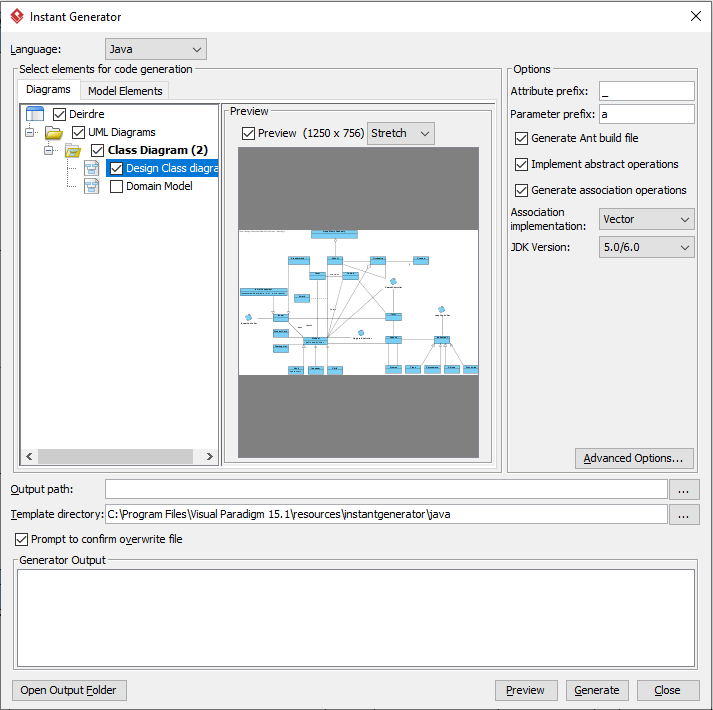 Instant Generator
Language: Java
Select elements for code generation
Diagrams Model Elements
Deirdre
UML Diagrams
Class Diagram (2)
Design Class diagra
Domain Model
Preview
Preview (1250 x 756) Stretch
Options
Attribute prefix: _
Parameter prefix: a
Generate Ant build file
Implement abstract operations
Generate association operations
Association
implementation: Vector
JDK Version: 5.0/6.0
Advanced Options...
Output path: ...
Template directory: C:\Program Files\Visual Paradigm 15.1\resources\instantgenerator\java ...
Prompt to confirm overwrite file
Generator Output
Open Output Folder Preview Generate Close